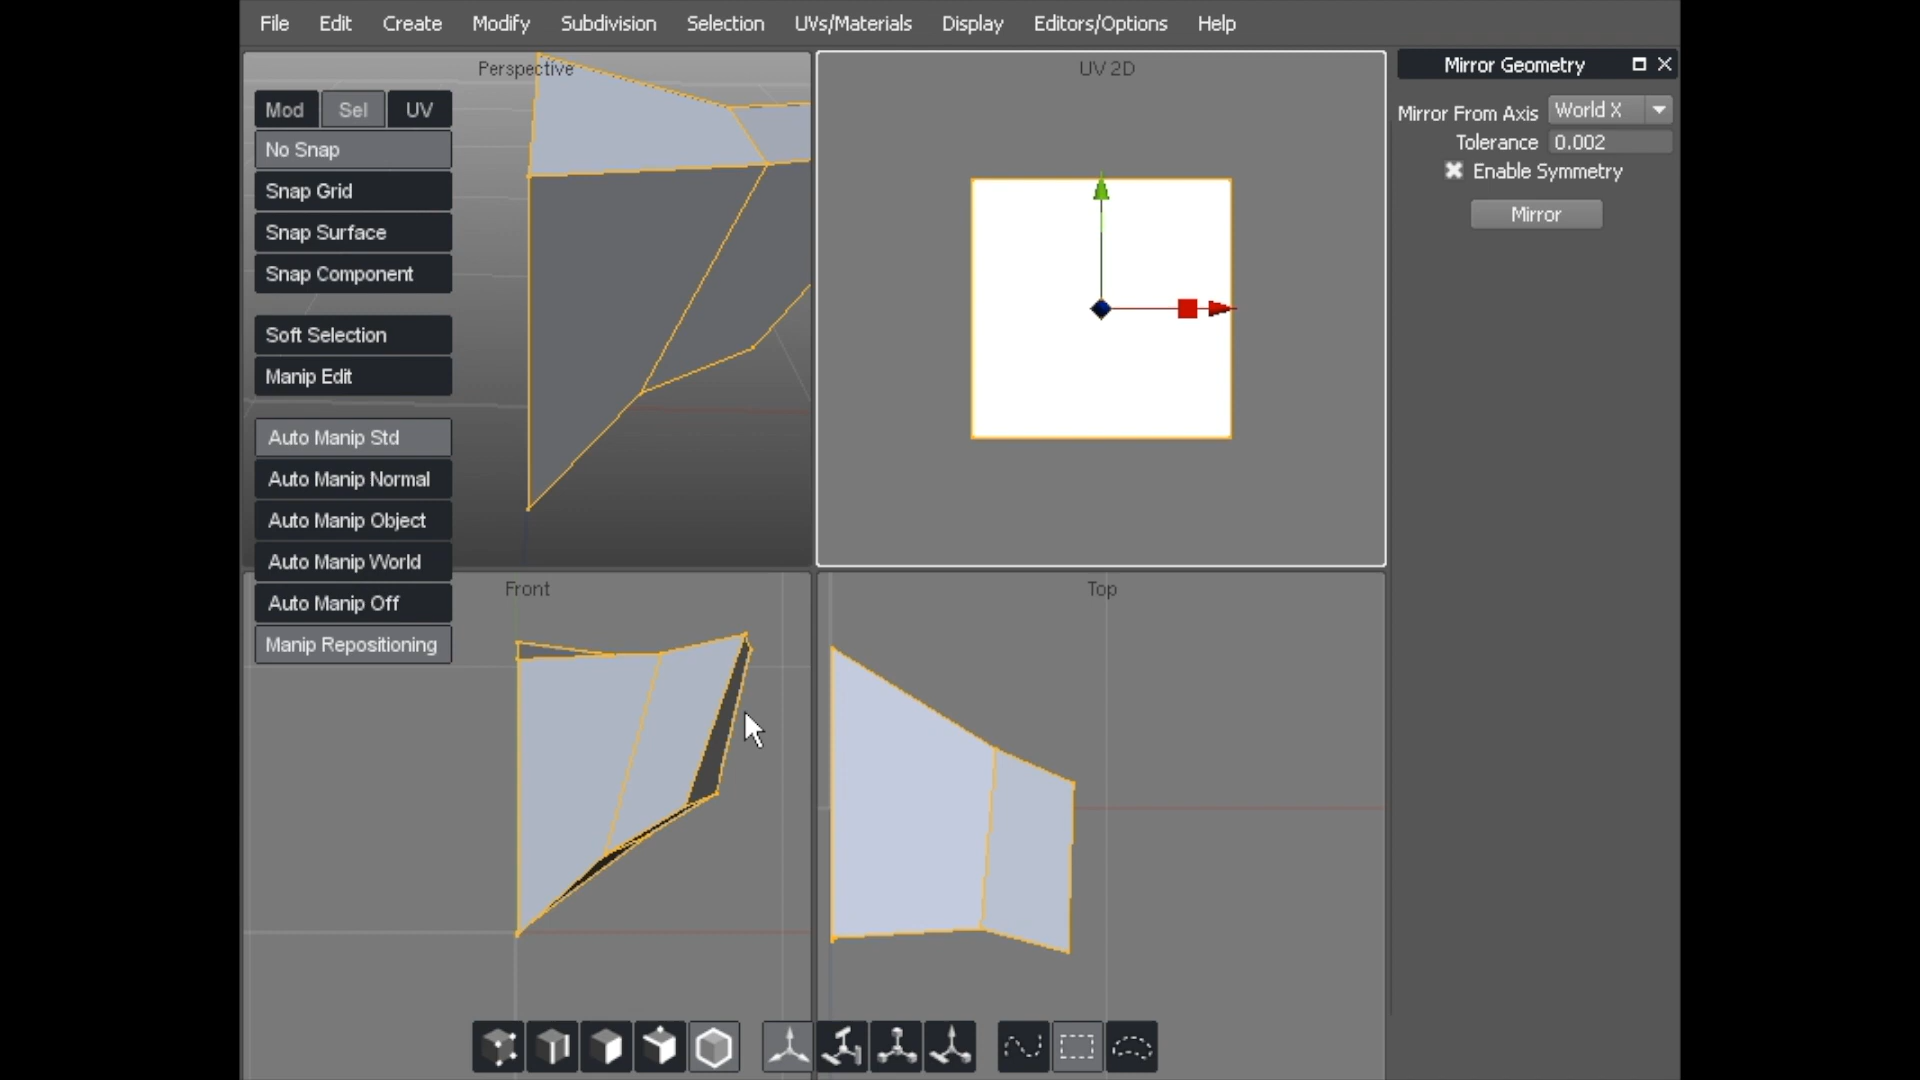 File Edit Create Modify Subdivision Selection UVs/Materials Display Editors/Options Help
Perspective
UV 2D
Mirror Geometry
Mod Sel UV
No Snap
Snap Grid
Snap Surface
Snap Component
Soft Selection
Manip Edit
Auto Manip Std
Auto Manip Normal
Auto Manip Object
Auto Manip World
Auto Manip Off
Manip Repositioning
Mirror From Axis World X
Tolerance 0.002
Enable Symmetry
Mirror
Front
Top